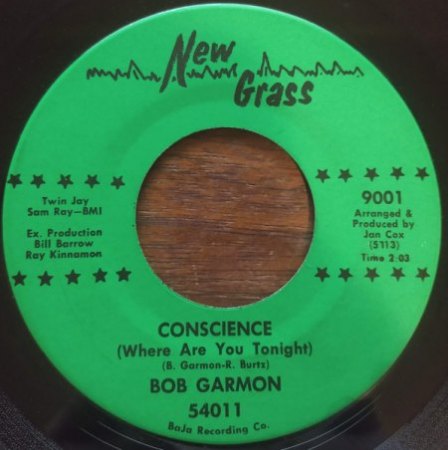 New
Grass
Twin Jay
Sam Ray—BMI
Ex. Production
Bill Barrow
Ray Kinnamon
9001
Arranged &
Produced by
Jan Cox
(5113)
Time 2:03
CONSCIENCE
(Where Are You Tonight)
(B. Garmon-R. Burtz)
BOB GARMON
54011
BaJa Recording Co.